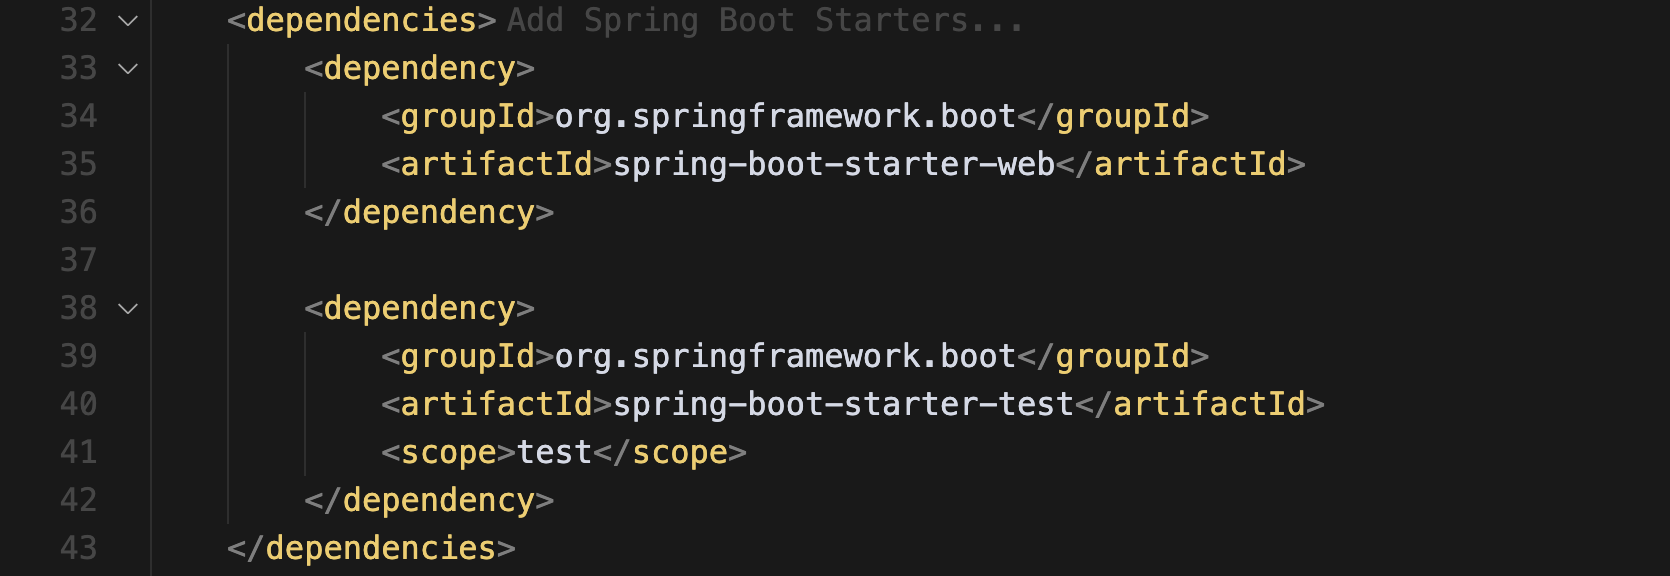 32 <dependencies> Add Spring Boot Starters...
33 <dependency>
34 <groupId>org.springframework.boot</groupId>
35 <artifactId>spring-boot-starter-web</artifactId>
36 </dependency>
37
38 <dependency>
39 <groupId>org.springframework.boot</groupId>
40 <artifactId>spring-boot-starter-test</artifactId>
41 <scope>test</scope>
42 </dependency>
43 </dependencies>